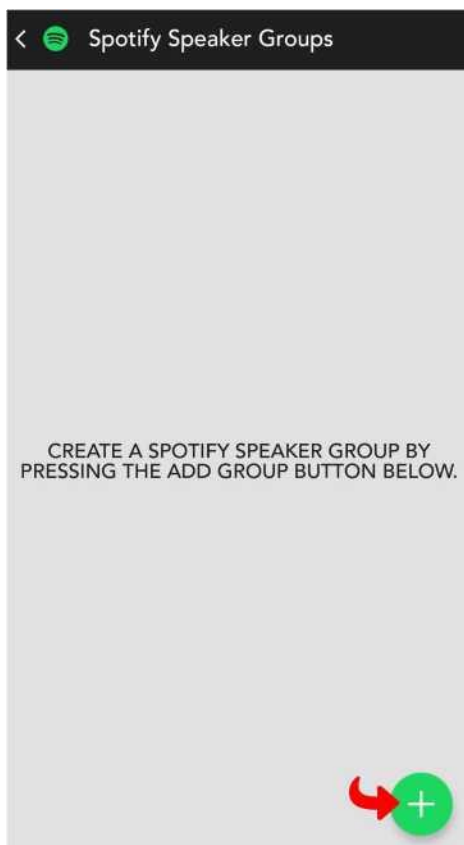 Spotify Speaker Groups
CREATE A SPOTIFY SPEAKER GROUP BY
PRESSING THE ADD GROUP BUTTON BELOW.